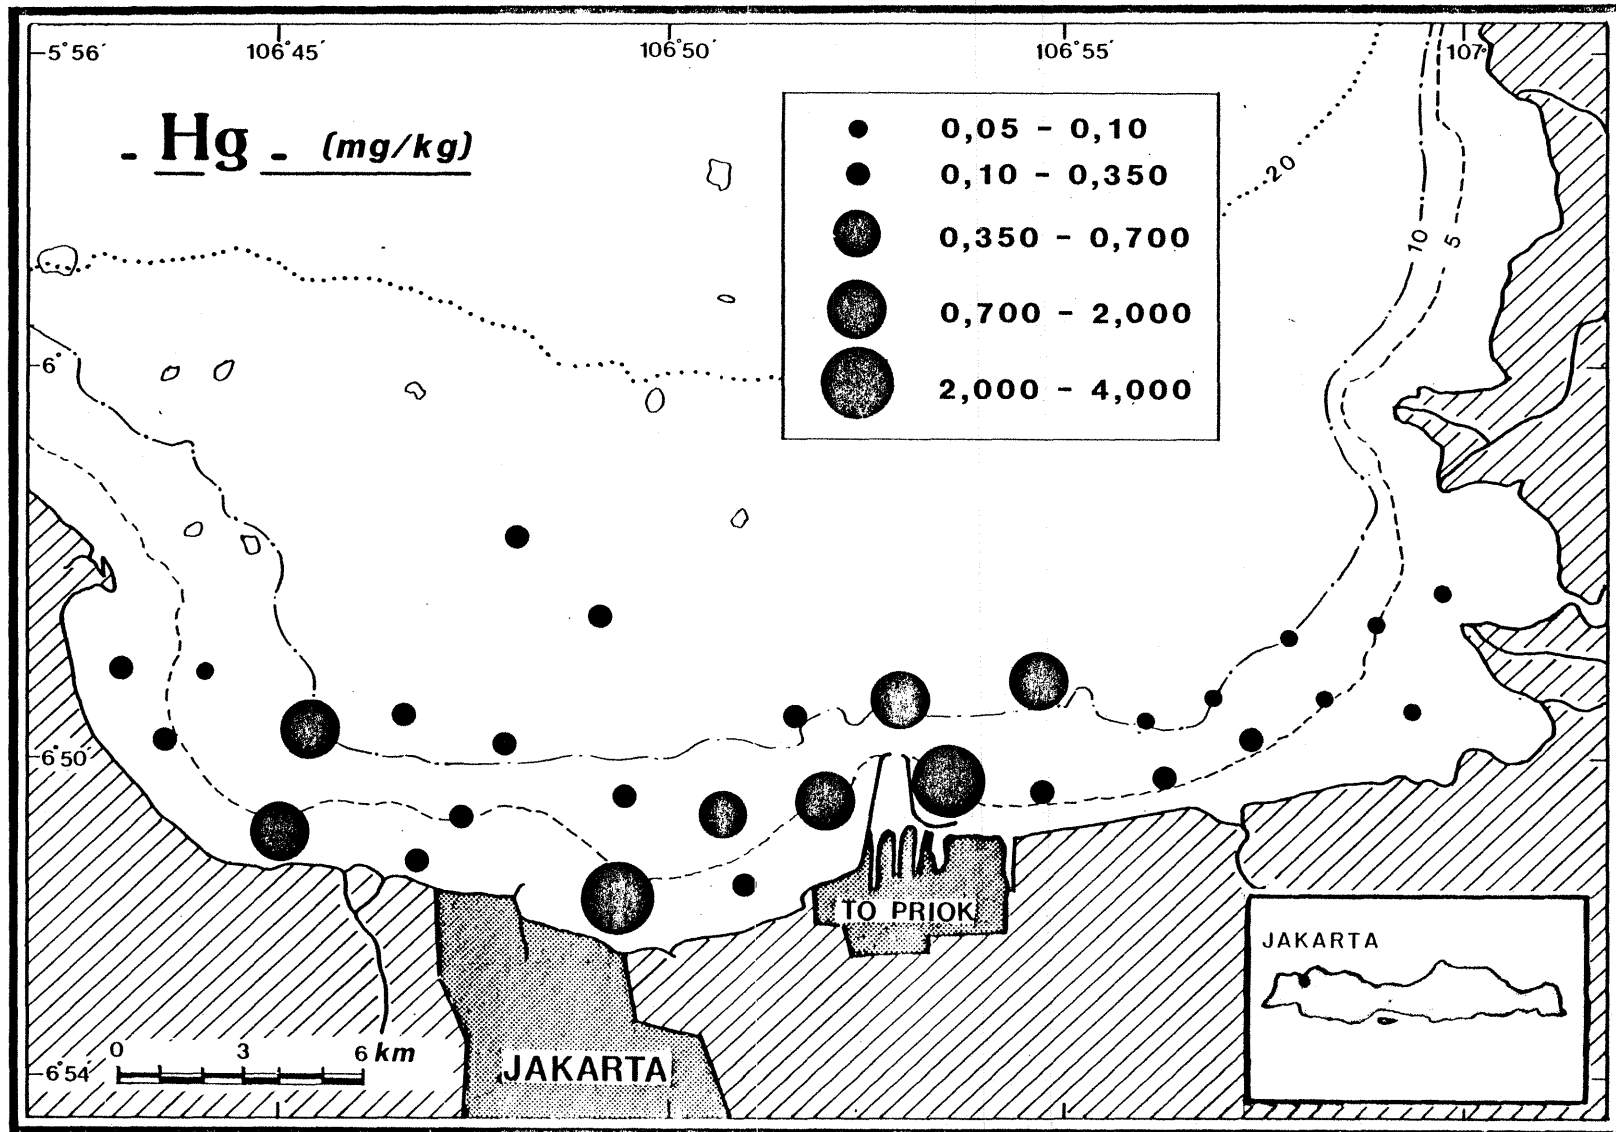 5°56′ 106°45′ 106°50′ 106°55′ 107°
- Hg - (mg/kg)
0,05 - 0,10
0,10 - 0,350
0,350 - 0,700
0,700 - 2,000
2,000 - 4,000
20
10
5
6°
6°50′
TO PRIOK
JAKARTA
0 3 6 km
6°54′
JAKARTA